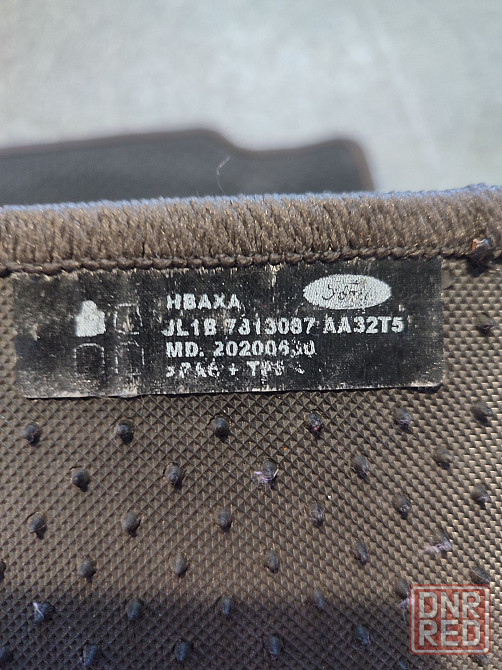 HBAXA
Ford
JL1B 7813087 AA32T5
MD. 20200630
DNR
RED